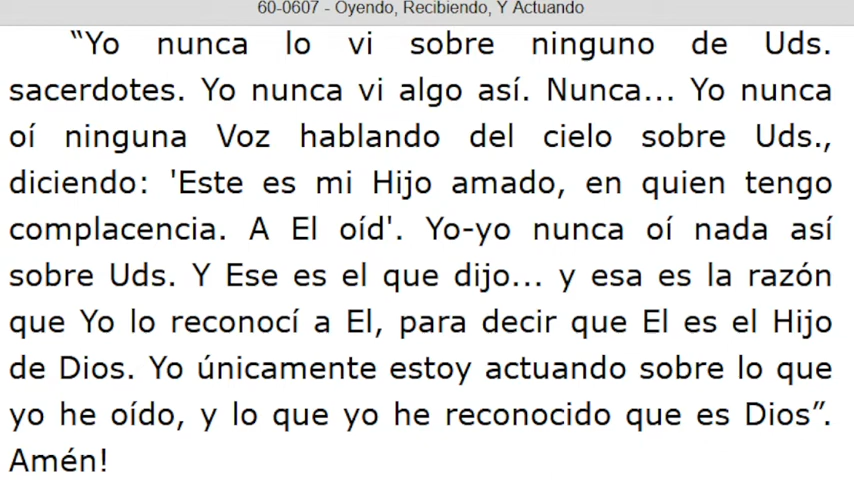 60-0607 - Oyendo, Recibiendo, Y Actuando
“Yo nunca lo vi sobre ninguno de Uds.
sacerdotes. Yo nunca vi algo así. Nunca... Yo nunca
oí ninguna Voz hablando del cielo sobre Uds.,
diciendo: 'Este es mi Hijo amado, en quien tengo
complacencia. A El oíd'. Yo-yo nunca oí nada así
sobre Uds. Y Ese es el que dijo... y esa es la razón
que Yo lo reconocí a El, para decir que El es el Hijo
de Dios. Yo únicamente estoy actuando sobre lo que
yo he oído, y lo que yo he reconocido que es Dios”.
Amén!